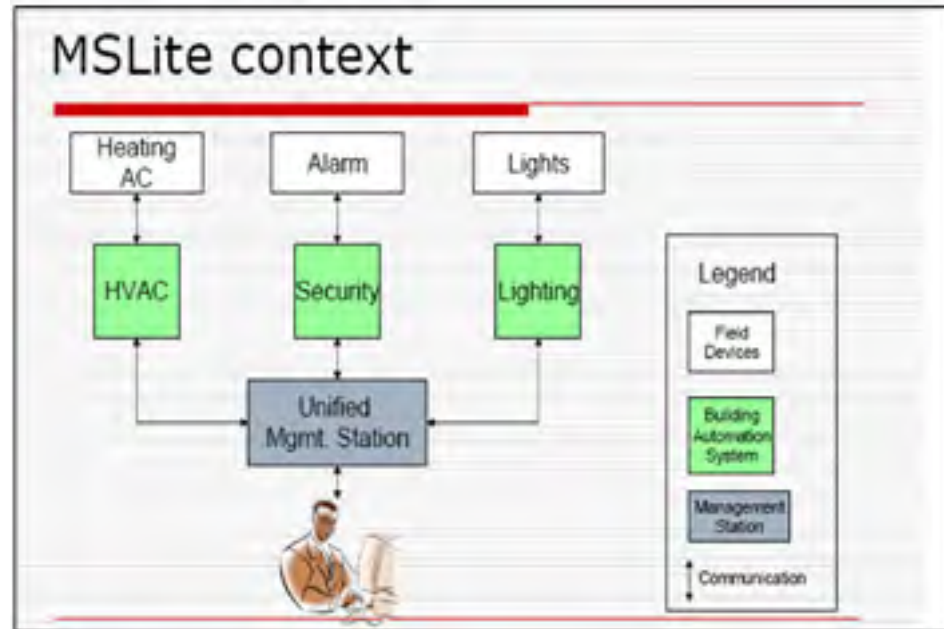 MSLite context
Heating
AC
Alarm
Lights
HVAC
Security
Lighting
Unified
Mgmt. Station
Legend
Field
Devices
Building
Automation
System
Management
Station
Communication